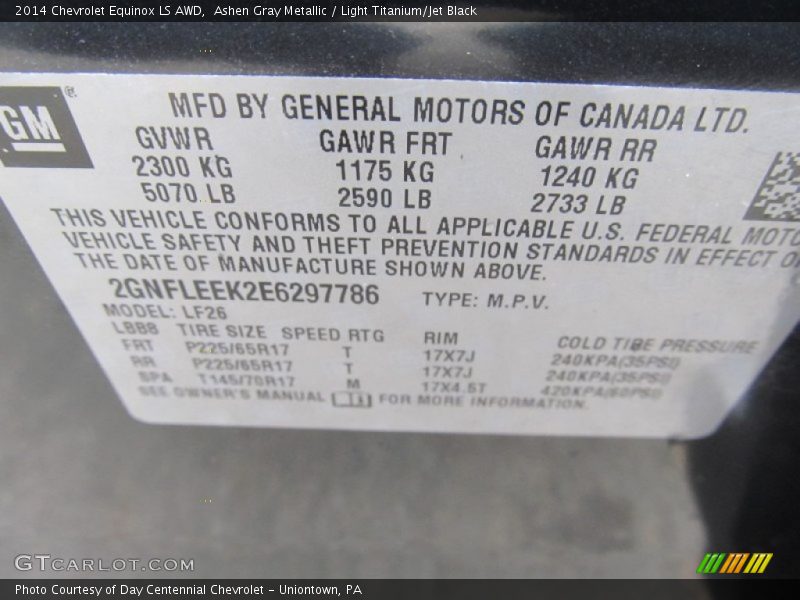 2014 Chevrolet Equinox LS AWD, Ashen Gray Metallic / Light Titanium/Jet Black
GM®
MFD BY GENERAL MOTORS OF CANADA LTD.
GVWR GAWR FRT GAWR RR
2300 KG 1175 KG 1240 KG
5070 LB 2590 LB 2733 LB
THIS VEHICLE CONFORMS TO ALL APPLICABLE U.S. FEDERAL MOTO
VEHICLE SAFETY AND THEFT PREVENTION STANDARDS IN EFFECT O
THE DATE OF MANUFACTURE SHOWN ABOVE.
2GNFLEEK2E6297786 TYPE: M.P.V.
MODEL: LF26
LBB8 TIRE SIZE SPEED RTG RIM COLD TIRE PRESSURE
FRT P225/65R17 T 17X7J 240KPA(35PSI)
RR P225/65R17 T 17X7J 240KPA(35PSI)
SPA T145/70R17 M 17X4.5T 420KPA(60PSI)
SEE OWNER'S MANUAL FOR MORE INFORMATION.
GTCARLOT.COM
Photo Courtesy of Day Centennial Chevrolet - Uniontown, PA